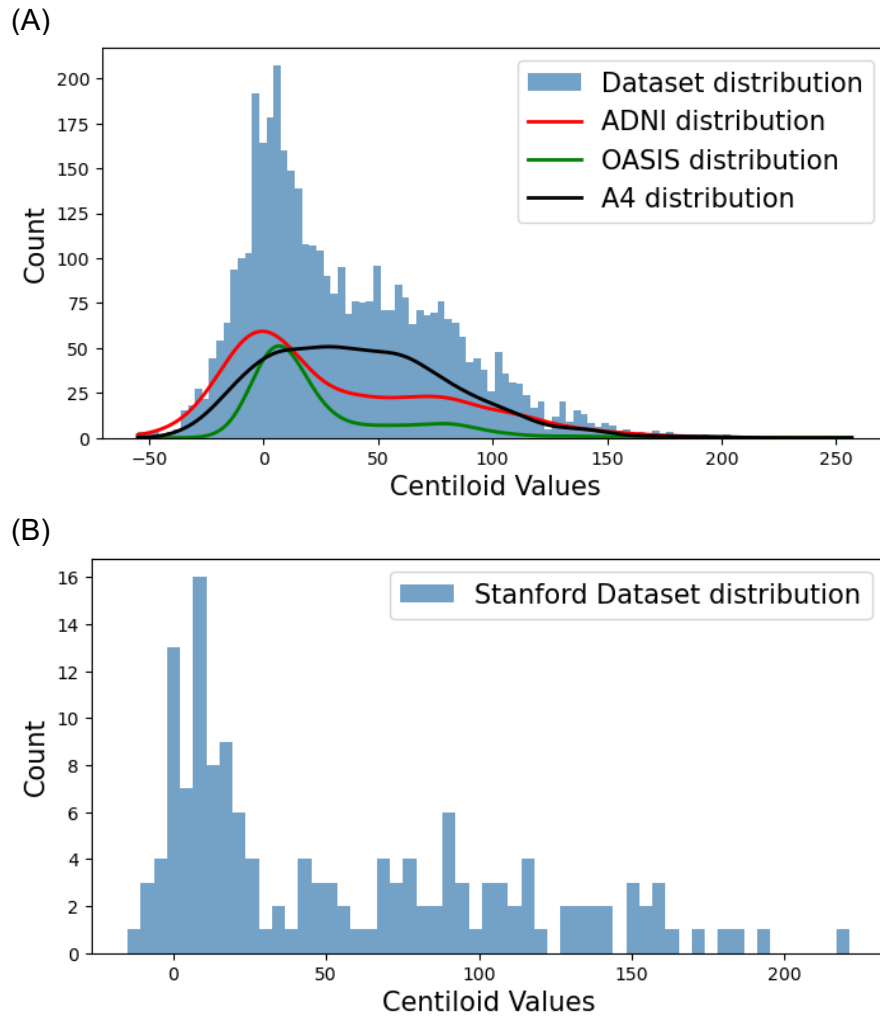 (A)
200
175
150
125
100
75
50
25
0
Count
Dataset distribution
ADNI distribution
OASIS distribution
A4 distribution
−50
0
50
100
150
200
250
Centiloid Values
(B)
16
14
12
10
8
6
4
2
0
Count
Stanford Dataset distribution
0
50
100
150
200
Centiloid Values